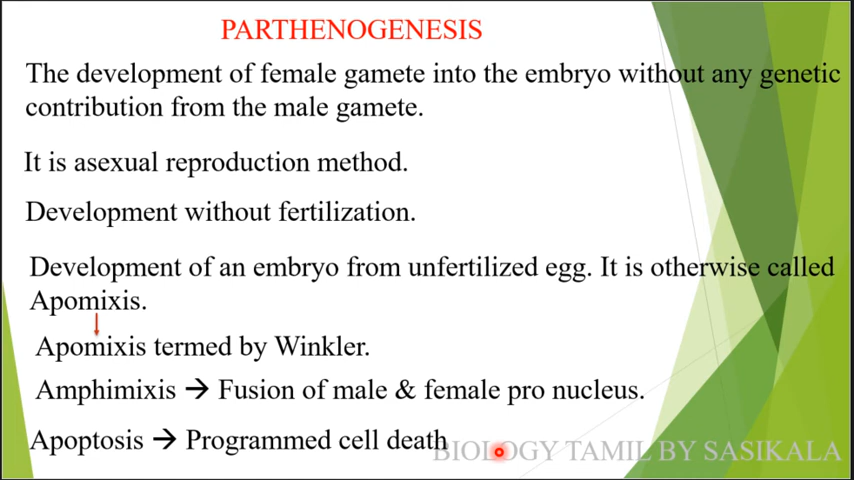 PARTHENOGENESIS
The development of female gamete into the embryo without any genetic
contribution from the male gamete.
It is asexual reproduction method.
Development without fertilization.
Development of an embryo from unfertilized egg. It is otherwise called
Apomixis.
Apomixis termed by Winkler.
Amphimixis → Fusion of male & female pro nucleus.
Apoptosis → Programmed cell death
BIOLOGY TAMIL BY SASIKALA